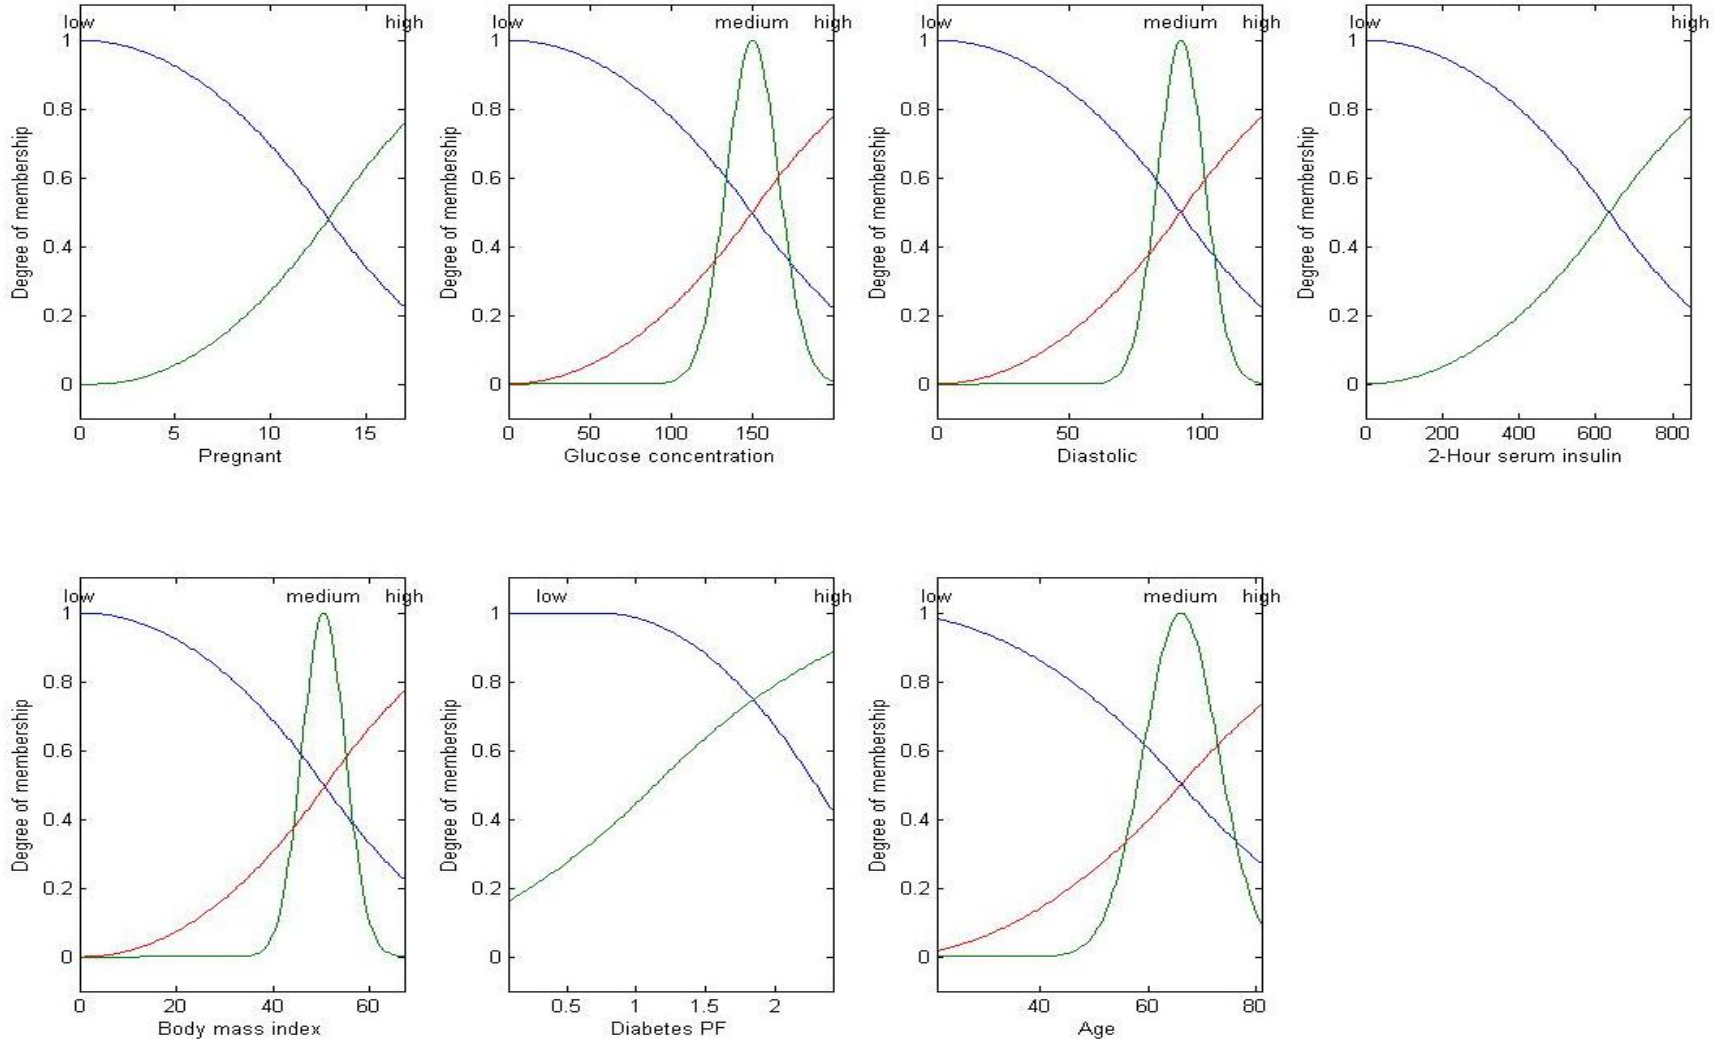 low high
1
0.8
0.6
0.4
0.2
0
Degree of membership
0 5 10 15
Pregnant
low medium high
1
0.8
0.6
0.4
0.2
0
Degree of membership
0 50 100 150
Glucose concentration
low medium high
1
0.8
0.6
0.4
0.2
0
Degree of membership
0 50 100
Diastolic
low high
1
0.8
0.6
0.4
0.2
0
Degree of membership
0 200 400 600 800
2-Hour serum insulin
low medium high
1
0.8
0.6
0.4
0.2
0
Degree of membership
0 20 40 60
Body mass index
low high
1
0.8
0.6
0.4
0.2
0
Degree of membership
0.5 1 1.5 2
Diabetes PF
low medium high
1
0.8
0.6
0.4
0.2
0
Degree of membership
40 60 80
Age